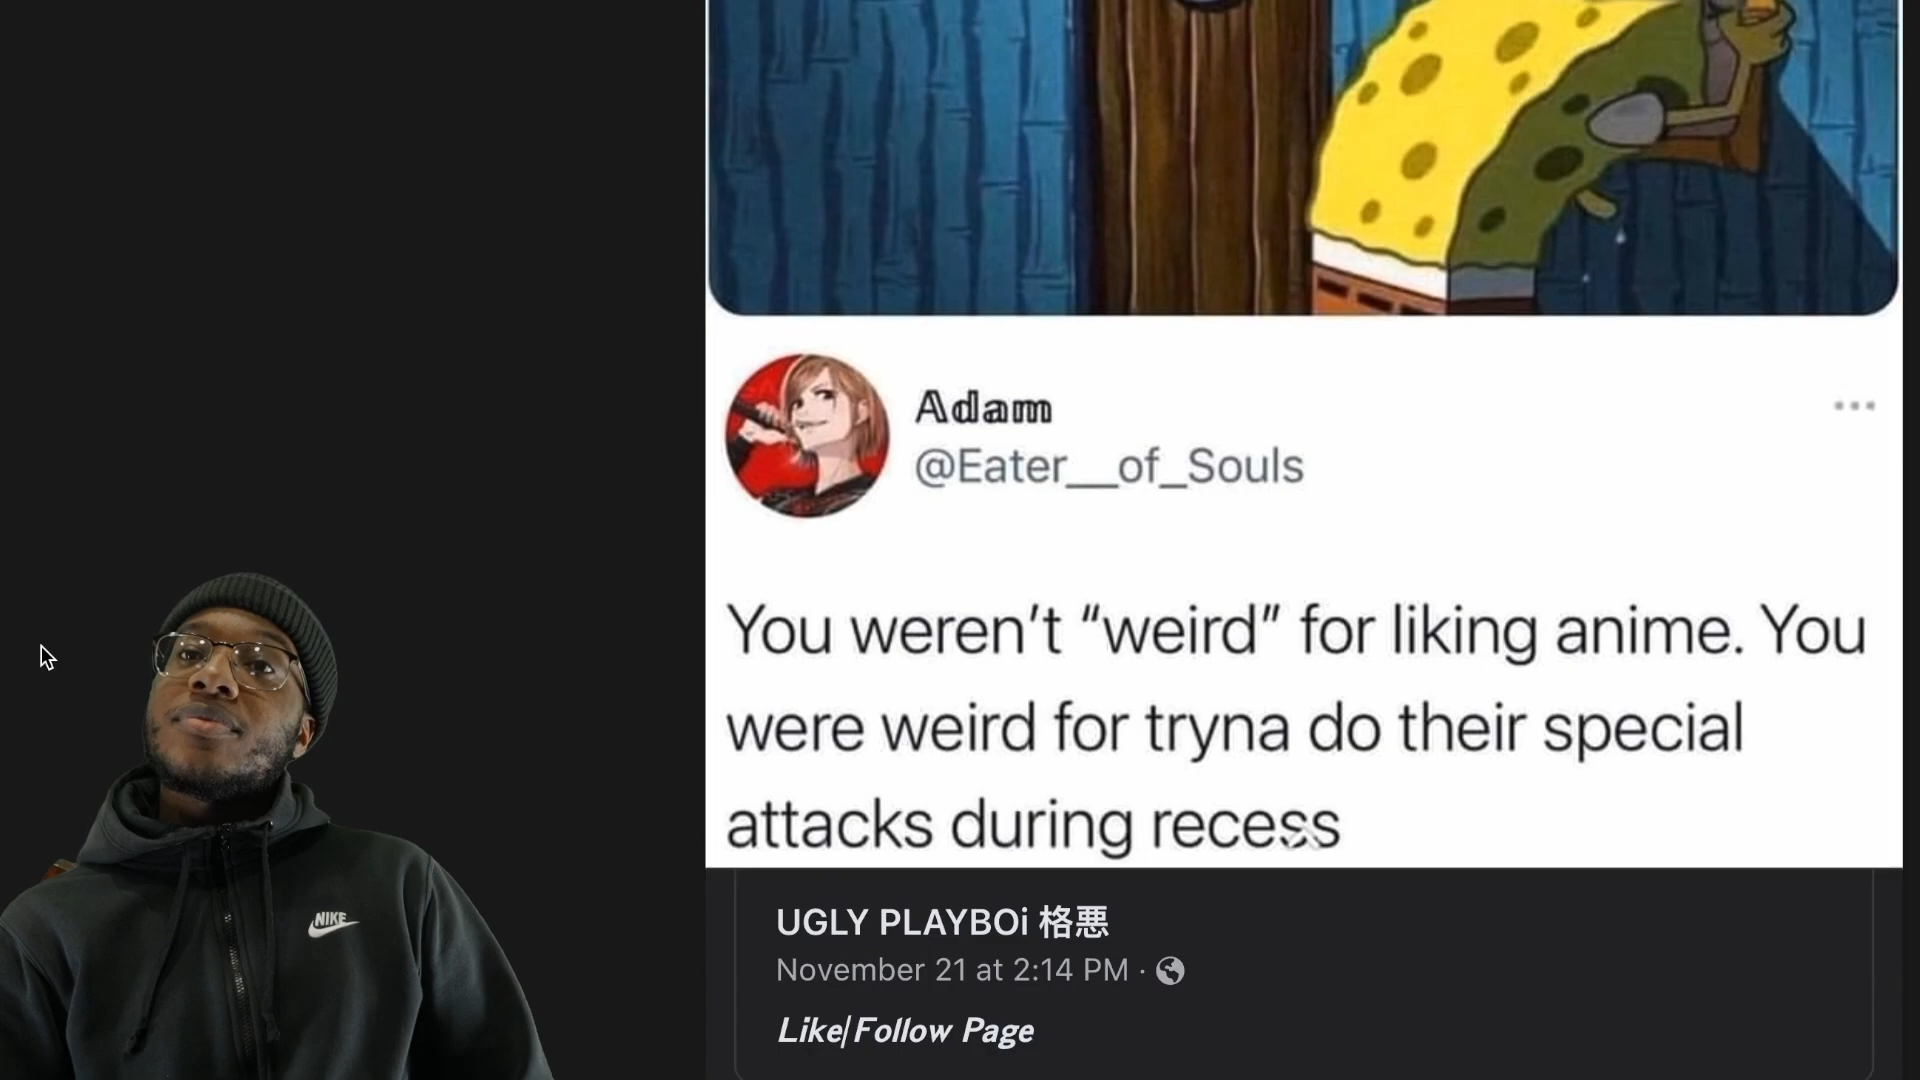 Adam
@Eater__of_Souls
You weren't “weird” for liking anime. You
were weird for tryna do their special
attacks during recess
UGLY PLAYBOi 格悪
November 21 at 2:14 PM ·
Like|Follow Page
NIKE